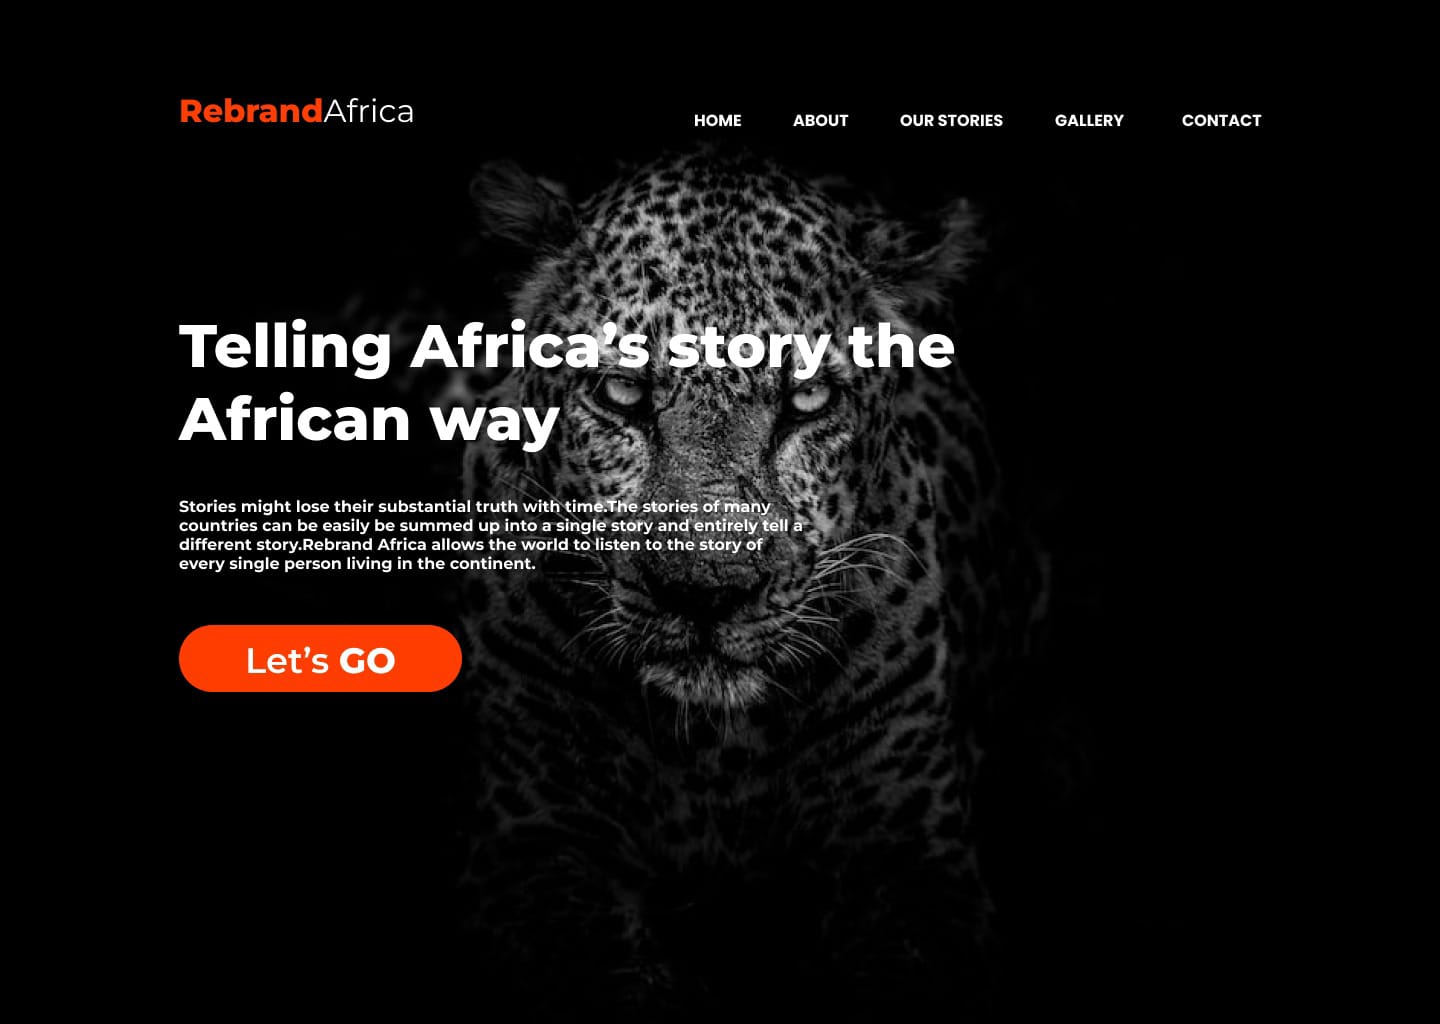 RebrandAfrica
HOME ABOUT OUR STORIES GALLERY CONTACT
Telling Africa’s story the
African way
Stories might lose their substantial truth with time.The stories of many
countries can be easily be summed up into a single story and entirely tell a
different story.Rebrand Africa allows the world to listen to the story of
every single person living in the continent.
Let’s GO